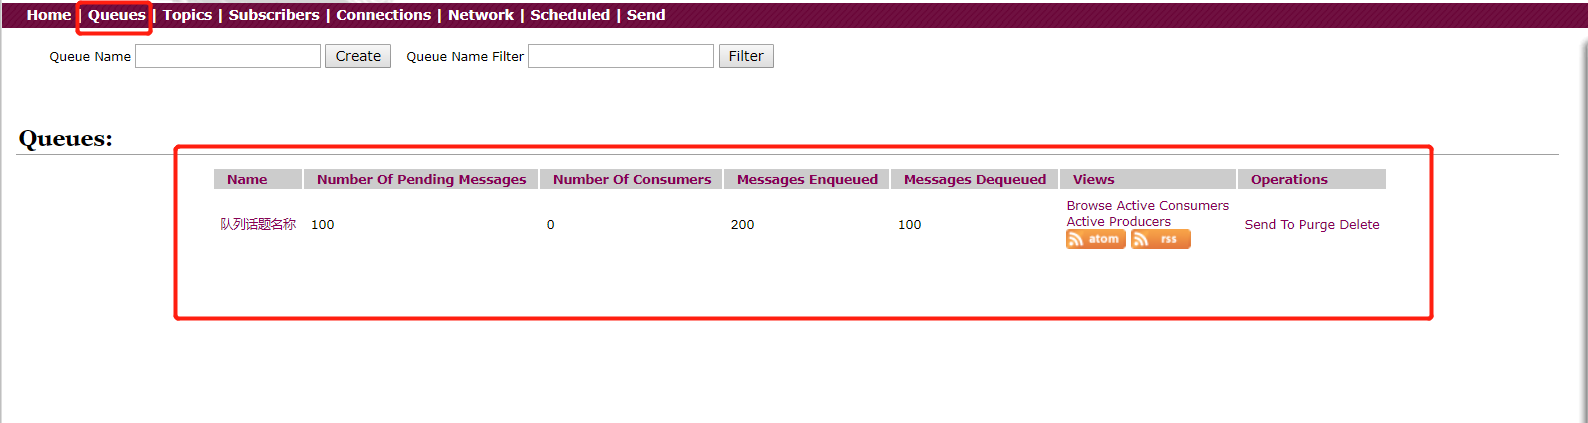 Home | Queues | Topics | Subscribers | Connections | Network | Scheduled | Send
Queue Name Create Queue Name Filter Filter
Queues:
Name Number Of Pending Messages Number Of Consumers Messages Enqueued Messages Dequeued Views Operations
队列话题名称 100 0 200 100 Browse Active Consumers
Active Producers
atom rss
Send To Purge Delete